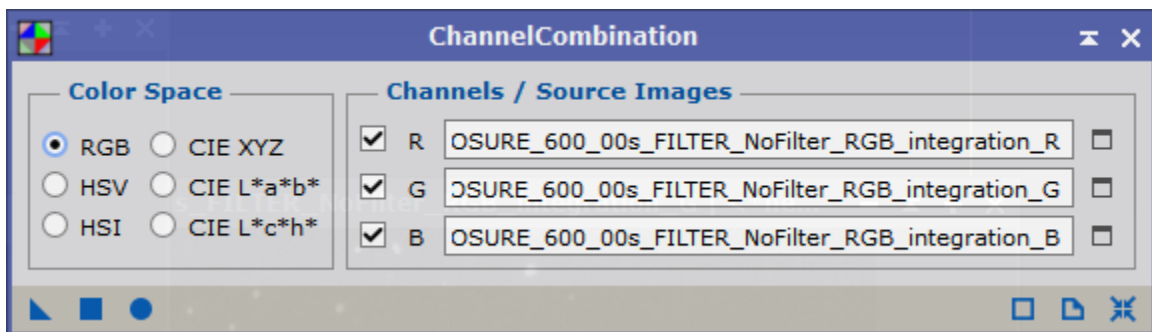 ChannelCombination
Color Space
RGB CIE XYZ
HSV CIE L*a*b*
HSI CIE L*c*h*
Channels / Source Images
R OSURE_600_00s_FILTER_NoFilter_RGB_integration_R
G OSURE_600_00s_FILTER_NoFilter_RGB_integration_G
B OSURE_600_00s_FILTER_NoFilter_RGB_integration_B